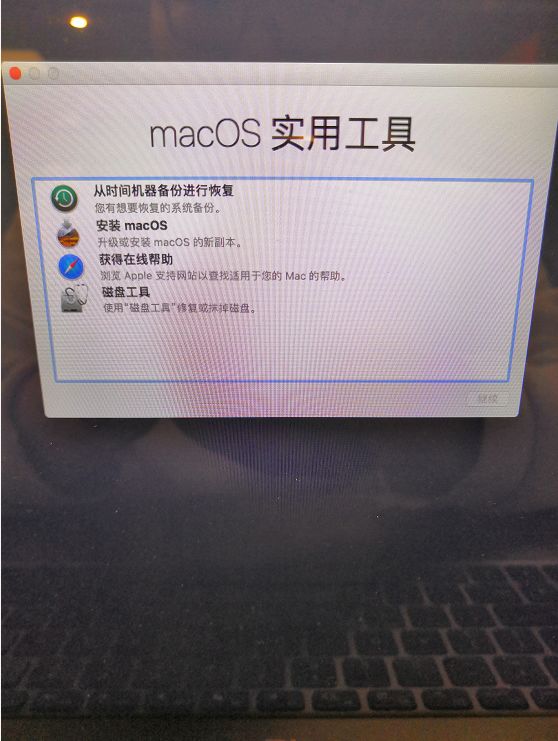 macOS 实用工具
从时间机器备份进行恢复
您有想要恢复的系统备份。
安装 macOS
升级或安装 macOS 的新副本。
获得在线帮助
浏览 Apple 支持网站以查找适用于您的 Mac 的帮助。
磁盘工具
使用“磁盘工具”修复或抹掉磁盘。
继续